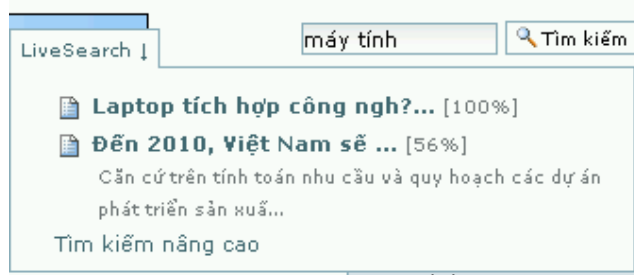 máy tính
Tìm kiếm
LiveSearch ↓
Laptop tích hợp công ngh?... [100%]
Đến 2010, Việt Nam sẽ ... [56%]
Căn cứ trên tính toán nhu cầu và quy hoạch các dự án
phát triển sản xuấ...
Tìm kiếm nâng cao